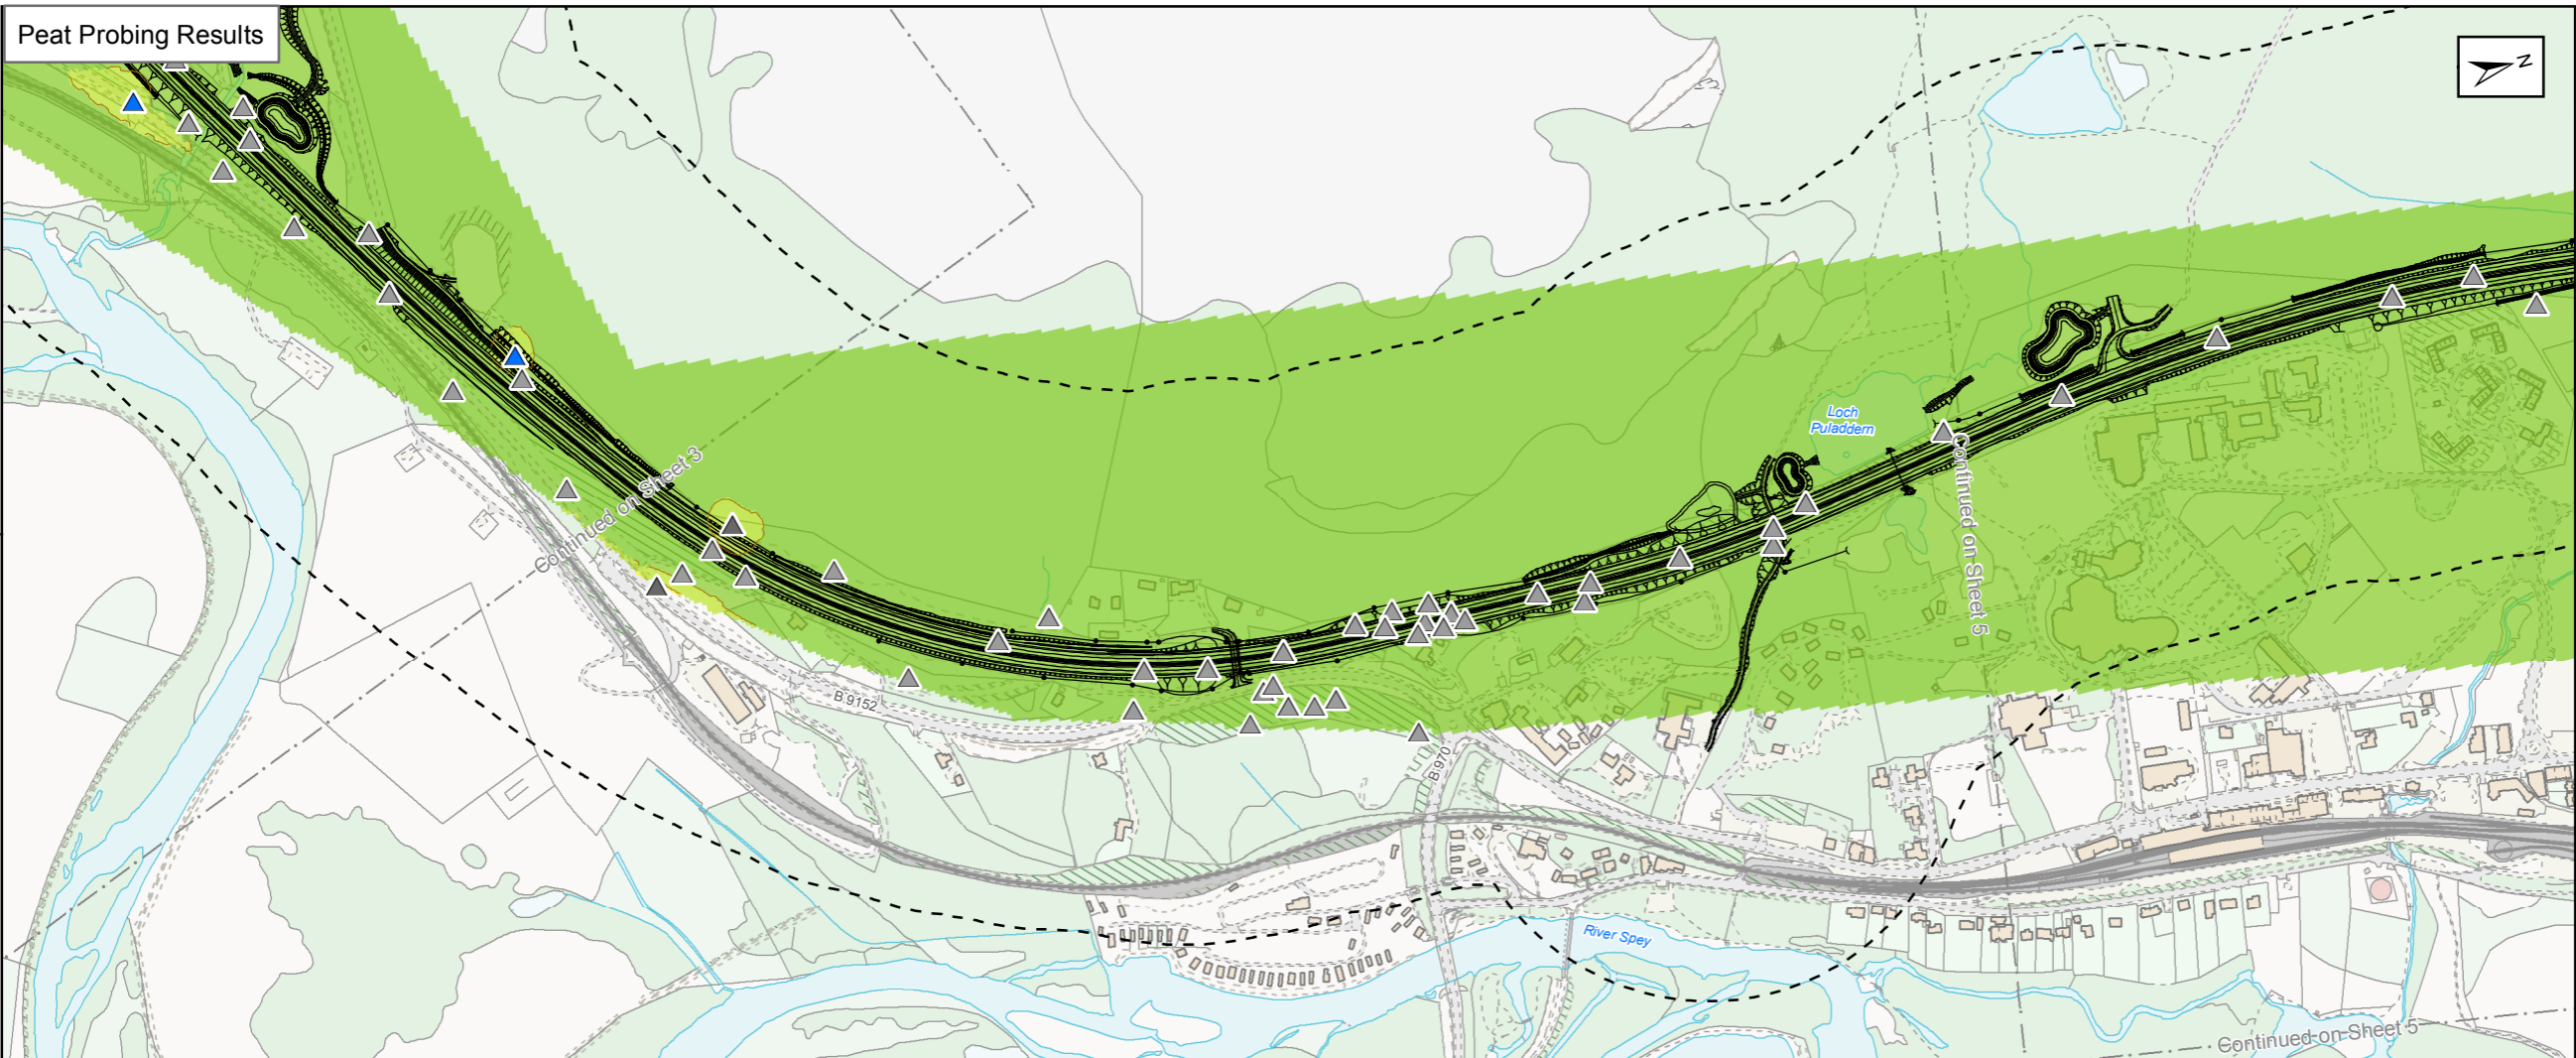 Peat Probing Results
N
Loch
Puladdern
Continued on Sheet 3
Continued on Sheet 5
B 9152
B 970
River Spey
Continued on Sheet 5